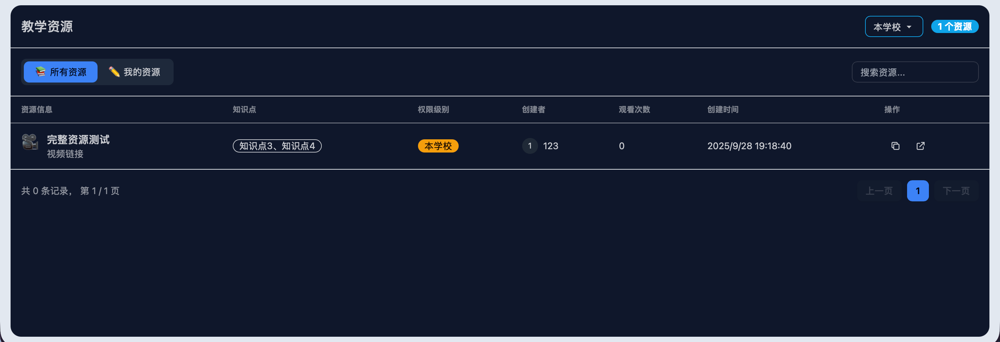 教学资源
本学校
1 个资源
所有资源
我的资源
搜索资源...
资源信息 知识点 权限级别 创建者 观看次数 创建时间 操作
完整资源测试
视频链接
知识点3、知识点4
本学校
1
123
0
2025/9/28 19:18:40
共 0 条记录， 第 1 / 1 页
上一页
1
下一页